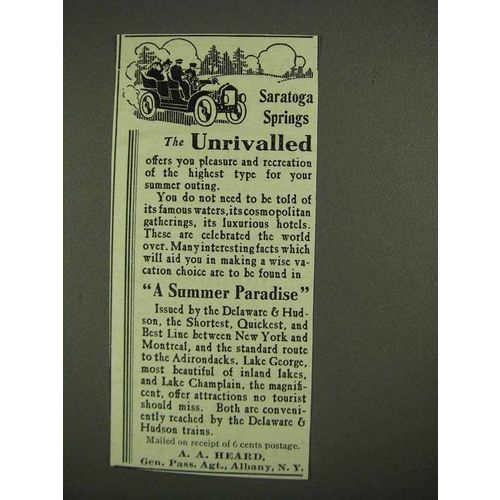 Saratoga
Springs
The Unrivalled
offers you pleasure and recreation
of the highest type for your
summer outing.
You do not need to be told of
its famous waters, its cosmopolitan
gatherings, its luxurious hotels.
These are celebrated the world
over. Many interesting facts which
will aid you in making a wise va-
cation choice are to be found in
"A Summer Paradise"
Issued by the Delaware & Hud-
son, the Shortest, Quickest, and
Best Line between New York and
Montreal, and the standard route
to the Adirondacks. Lake George,
most beautiful of inland lakes,
and Lake Champlain, the magnifi-
cent, offer attractions no tourist
should miss. Both are conveni-
ently reached by the Delaware &
Hudson trains.
Mailed on receipt of 6 cents postage.
A. A. HEARD,
Gen. Pass. Agt., Albany, N. Y.